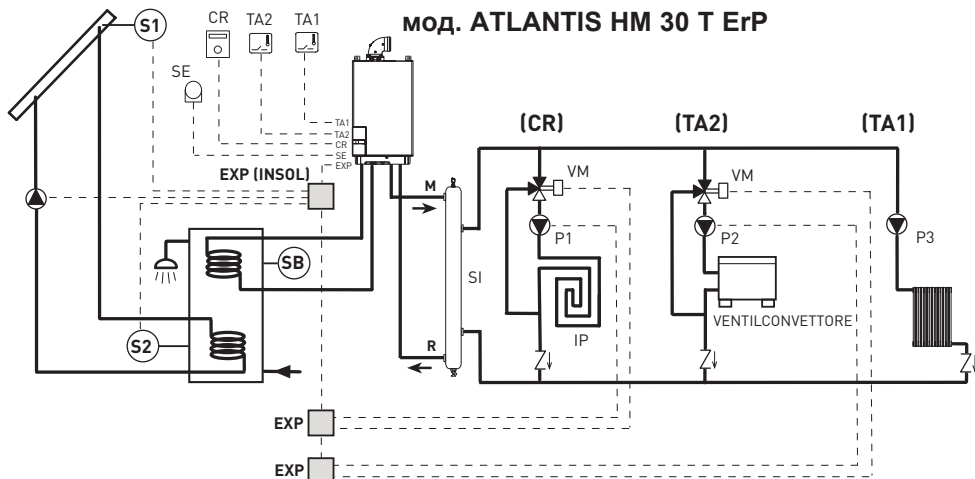 мод. ATLANTIS HM 30 T ErP
S1
CR
TA2
TA1
SE
TA1
TA2
CR
SE
EXP
(CR)
(TA2)
(TA1)
EXP (INSOL)
M
VM
VM
P1
P2
P3
SB
SI
S2
R
IP
VENTILCONVETTORE
EXP
EXP